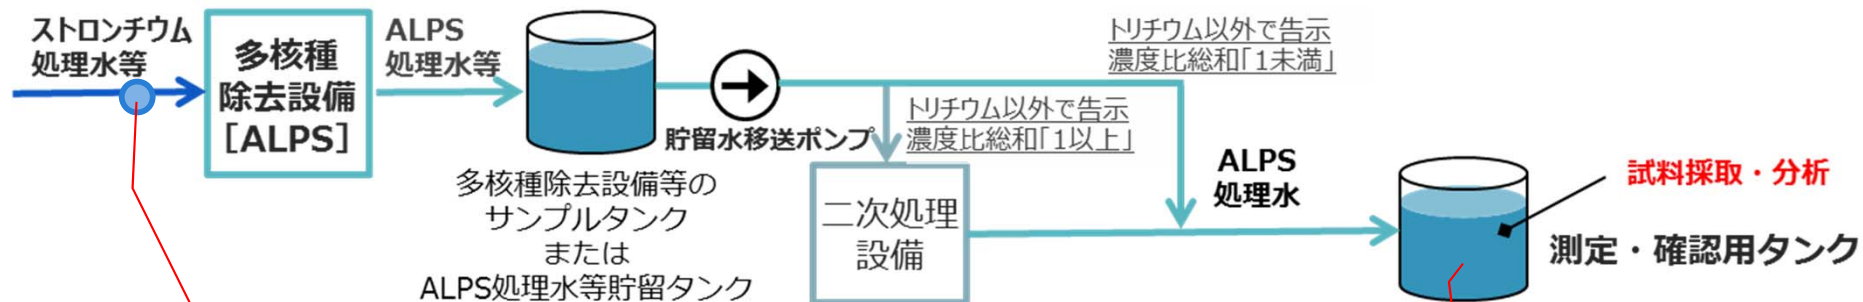 ストロンチウム
処理水等
多核種
除去設備
［ALPS］
ALPS
処理水等
多核種除去設備等の
サンプルタンク
または
ALPS処理水等貯留タンク
貯留水移送ポンプ
トリチウム以外で告示
濃度比総和「1未満」
トリチウム以外で告示
濃度比総和「1以上」
二次処理
設備
ALPS
処理水
試料採取・分析
測定・確認用タンク